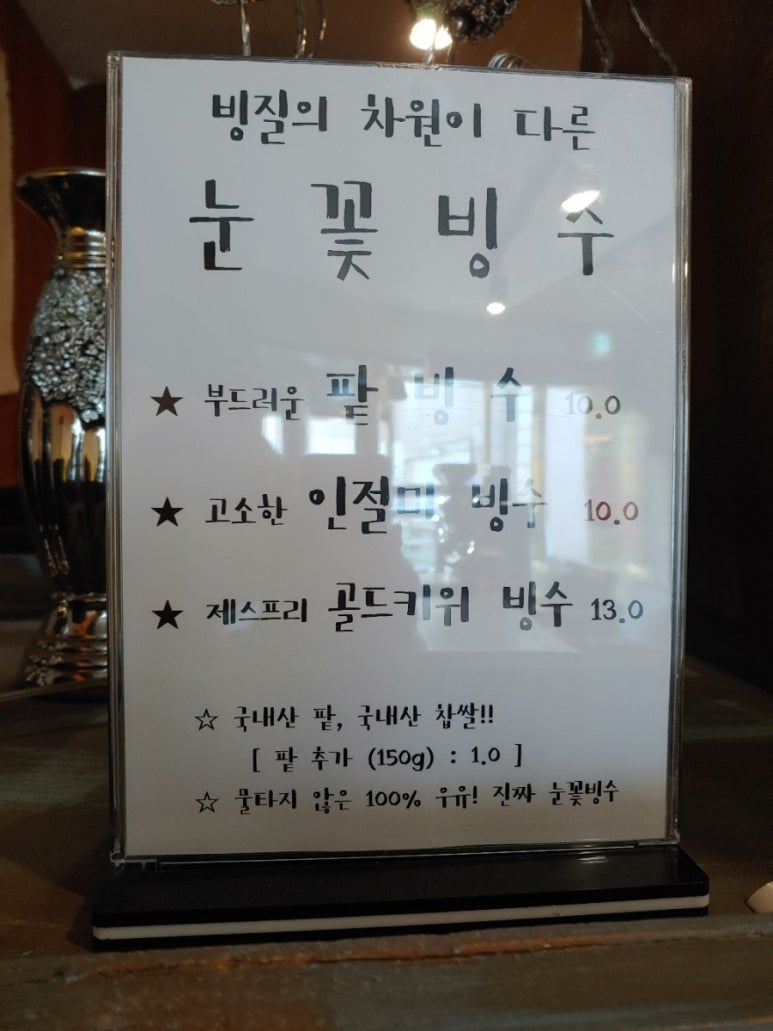 빙질의 차원이 다른
눈꽃빙수
★ 부드러운 팥 빙 수 10.0
★ 고소한 인절미 빙수 10.0
★ 제스프리 골드키위 빙수 13.0
☆ 국내산 팥, 국내산 찹쌀!!
[ 팥 추가 (150g) : 1.0 ]
☆ 물타지 않은 100% 우유! 진짜 눈꽃빙수